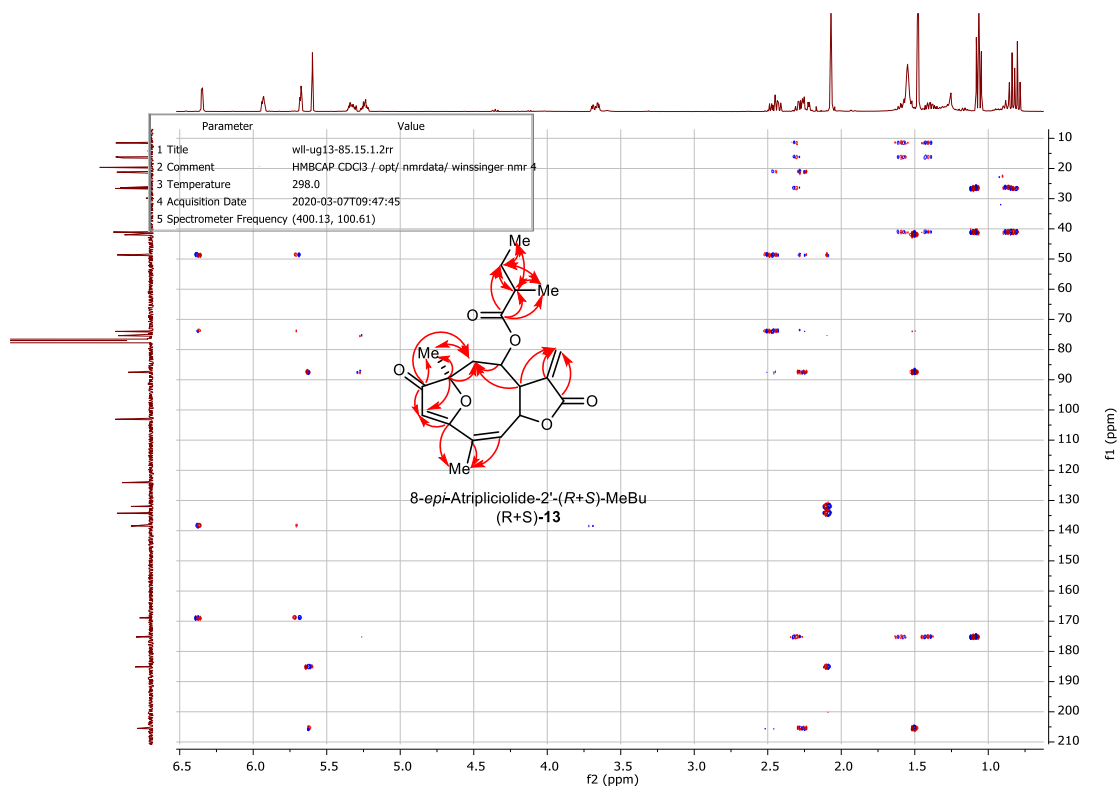 Parameter Value
1 Title wll-ug13-85.15.1.2rr
2 Comment HMBCAP CDCl3 / opt/ nmrdata/ winssinger nmr 4
3 Temperature 298.0
4 Acquisition Date 2020-03-07T09:47:45
5 Spectrometer Frequency (400.13, 100.61)
Me
Me
O
O
Me
O
O
O
O
Me
8-epi-Atripliciolide-2'-(R+S)-MeBu
(R+S)-13
10
20
30
40
50
60
70
80
90
100
110
120
130
140
150
160
170
180
190
200
210
f1 (ppm)
6.5 6.0 5.5 5.0 4.5 4.0 3.5 3.0 2.5 2.0 1.5 1.0
f2 (ppm)